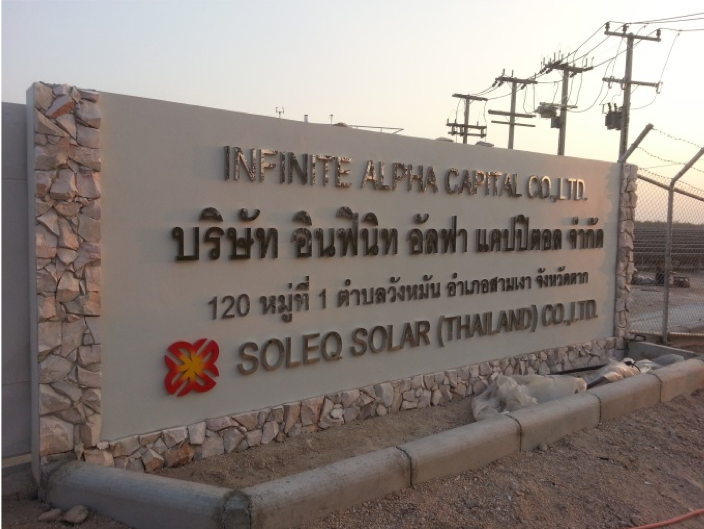 INFINITE ALPHA CAPITAL CO.,LTD.
บริษัท อินฟินิท อัลฟา แคปปิตอล จำกัด
120 หมู่ที่ 1 ตำบลวังหมัน อำเภอสามเงา จังหวัดตาก
SOLEQ SOLAR (THAILAND) CO.,LTD.